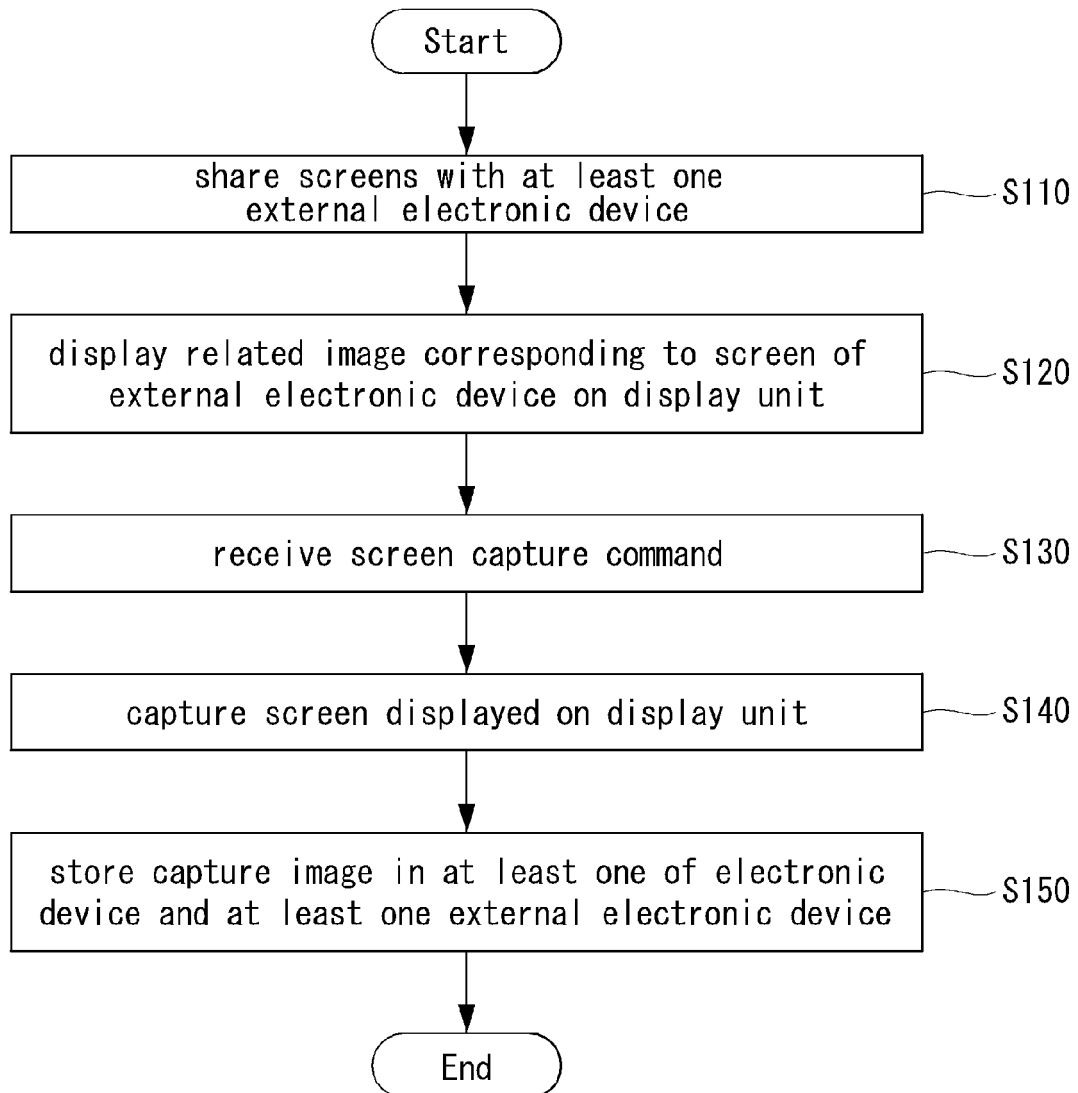 Start
share screens with at least one
external electronic device
S110
display related image corresponding to screen of
external electronic device on display unit
S120
receive screen capture command
S130
capture screen displayed on display unit
S140
store capture image in at least one of electronic
device and at least one external electronic device
S150
End